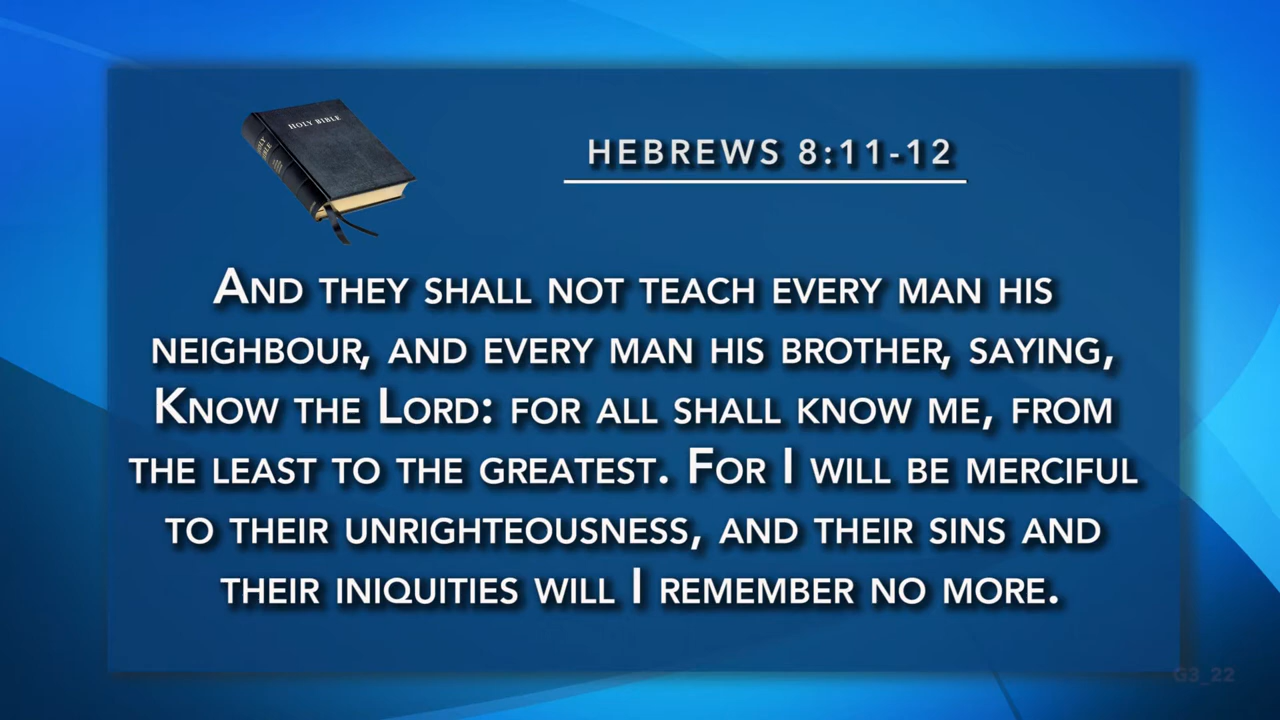 HOLY BIBLE
HEBREWS 8:11-12
And they shall not teach every man his
neighbour, and every man his brother, saying,
Know the Lord: for all shall know me, from
the least to the greatest. For I will be merciful
to their unrighteousness, and their sins and
their iniquities will I remember no more.
G3_22